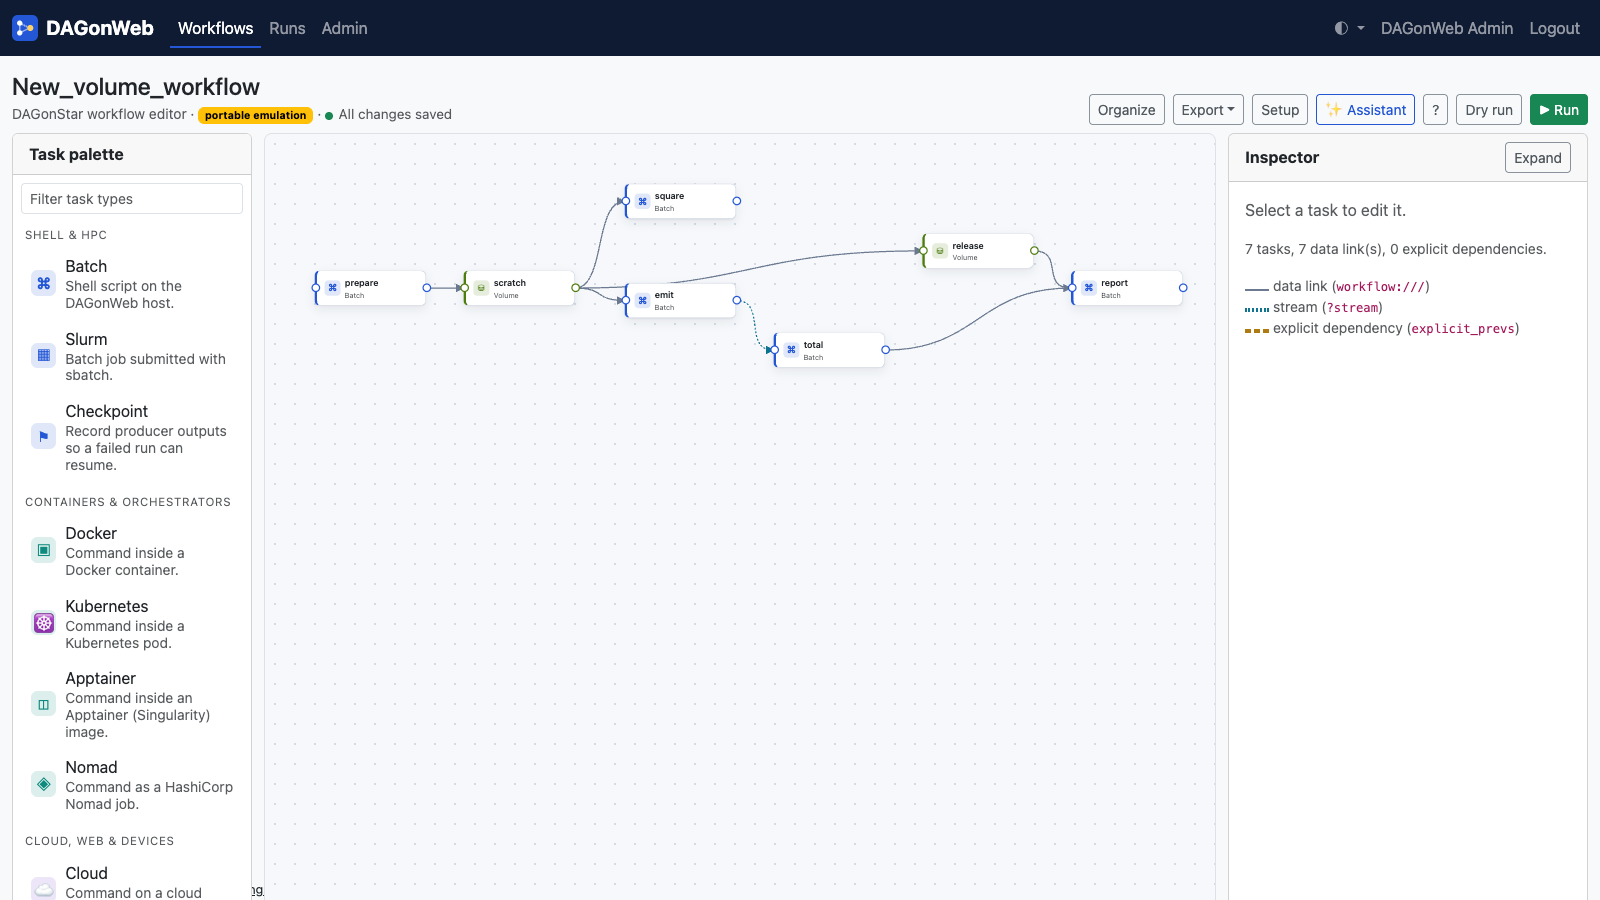 DAGonWeb
Workflows
Runs
Admin
DAGonWeb Admin
Logout
New_volume_workflow
DAGonStar workflow editor · portable emulation · All changes saved
Organize
Export
Setup
✨ Assistant
?
Dry run
Run
Task palette
Filter task types
SHELL & HPC
Batch
Shell script on the
DAGonWeb host.
Slurm
Batch job submitted with
sbatch.
Checkpoint
Record producer outputs
so a failed run can
resume.
CONTAINERS & ORCHESTRATORS
Docker
Command inside a
Docker container.
Kubernetes
Command inside a
Kubernetes pod.
Apptainer
Command inside an
Apptainer (Singularity)
image.
Nomad
Command as a HashiCorp
Nomad job.
CLOUD, WEB & DEVICES
Cloud
Command on a cloud
prepare
Batch
scratch
Volume
square
Batch
emit
Batch
total
Batch
release
Volume
report
Batch
Inspector
Expand
Select a task to edit it.
7 tasks, 7 data link(s), 0 explicit dependencies.
data link (workflow:///)
stream (?stream)
explicit dependency (explicit_prevs)